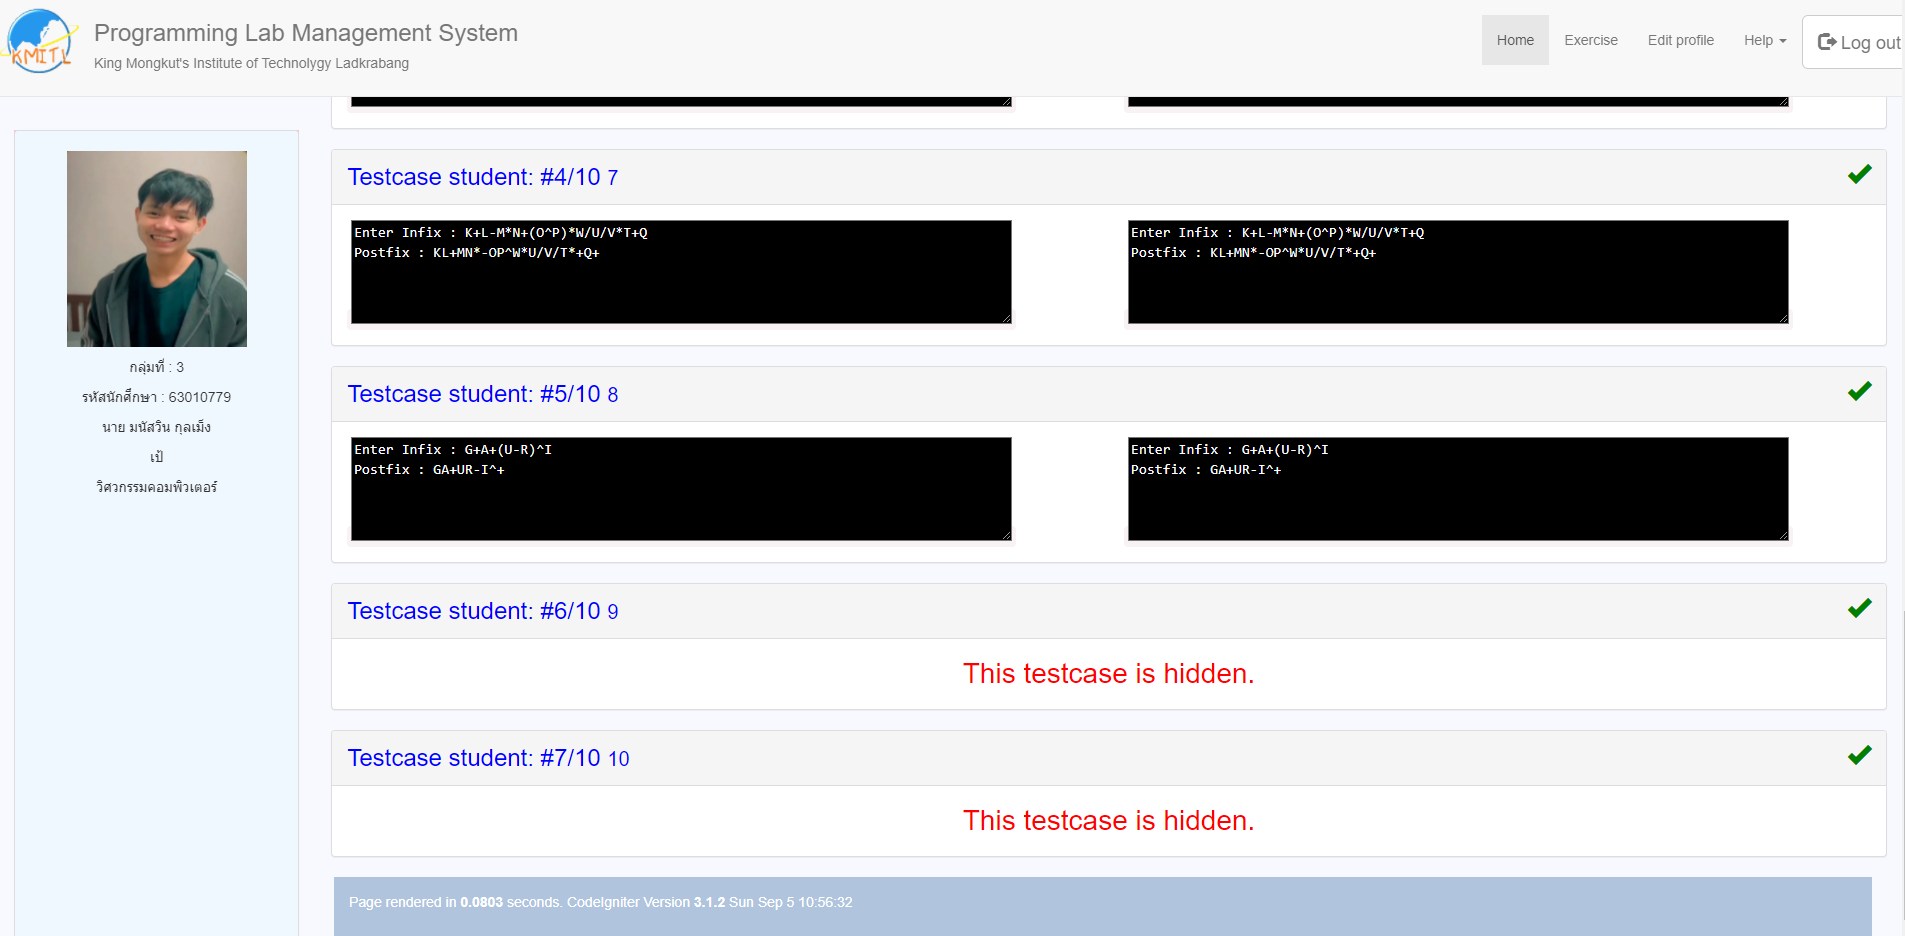 KMITL
Programming Lab Management System
King Mongkut's Institute of Technolygy Ladkrabang
Home
Exercise
Edit profile
Help
Log out
กลุ่มที่ : 3
รหัสนักศึกษา : 63010779
นาย มนัสวิน กุลเม็ง
เป้
วิศวกรรมคอมพิวเตอร์
Testcase student: #4/10 7
Enter Infix : K+L-M*N+(O^P)*W/U/V*T+Q
Postfix : KL+MN*-OP^W*U/V/T*+Q+
Enter Infix : K+L-M*N+(O^P)*W/U/V*T+Q
Postfix : KL+MN*-OP^W*U/V/T*+Q+
Testcase student: #5/10 8
Enter Infix : G+A+(U-R)^I
Postfix : GA+UR-I^+
Enter Infix : G+A+(U-R)^I
Postfix : GA+UR-I^+
Testcase student: #6/10 9
This testcase is hidden.
Testcase student: #7/10 10
This testcase is hidden.
Page rendered in 0.0803 seconds. CodeIgniter Version 3.1.2 Sun Sep 5 10:56:32